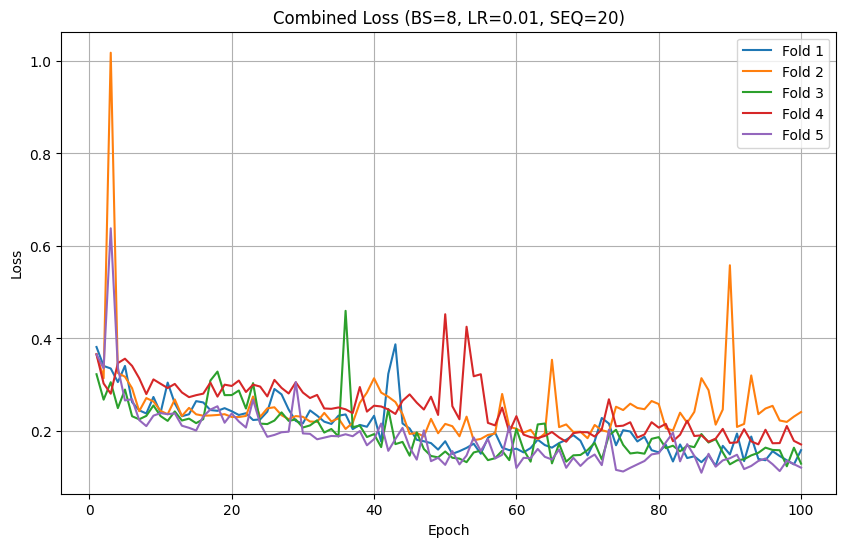 Combined Loss (BS=8, LR=0.01, SEQ=20)
Fold 1
Fold 2
Fold 3
Fold 4
Fold 5
Loss
1.0
0.8
0.6
0.4
0.2
0 20 40 60 80 100
Epoch